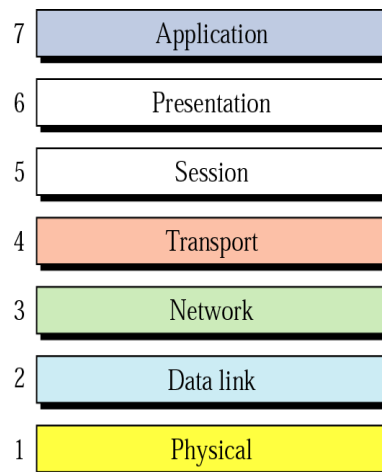 7 Application
6 Presentation
5 Session
4 Transport
3 Network
2 Data link
1 Physical